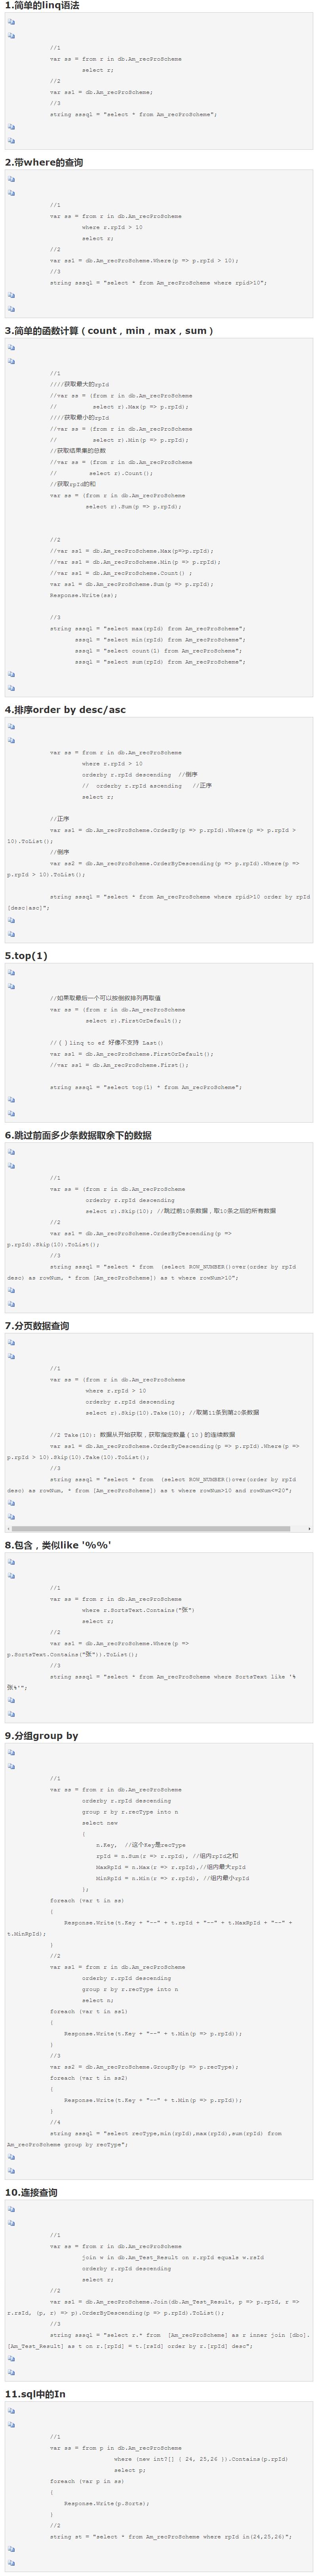 1.简单的linq语法
//1
var ss = from r in db.Am_recProScheme
select r;
//2
var ss1 = db.Am_recProScheme;
//3
string sssql = "select * from Am_recProScheme";
2.带where的查询
//1
var ss = from r in db.Am_recProScheme
where r.rpId > 10
select r;
//2
var ss1 = db.Am_recProScheme.Where(p => p.rpId > 10);
//3
string sssql = "select * from Am_recProScheme where rpid>10";
3.简单的函数计算（count，min，max，sum）
//1
////获取最大的rpId
//var ss = (from r in db.Am_recProScheme
// select r).Max(p => p.rpId);
////获取最小的rpId
//var ss = (from r in db.Am_recProScheme
// select r).Min(p => p.rpId);
//获取结果集的总数
//var ss = (from r in db.Am_recProScheme
// select r).Count();
//获取rpId的和
var ss = (from r in db.Am_recProScheme
select r).Sum(p => p.rpId);
//2
//var ss1 = db.Am_recProScheme.Max(p=>p.rpId);
//var ss1 = db.Am_recProScheme.Min(p => p.rpId);
//var ss1 = db.Am_recProScheme.Count() ;
var ss1 = db.Am_recProScheme.Sum(p => p.rpId);
Response.Write(ss);
//3
string sssql = "select max(rpId) from Am_recProScheme";
sssql = "select min(rpId) from Am_recProScheme";
sssql = "select count(1) from Am_recProScheme";
sssql = "select sum(rpId) from Am_recProScheme";
4.排序order by desc/asc
var ss = from r in db.Am_recProScheme
where r.rpId > 10
orderby r.rpId descending //倒序
// orderby r.rpId ascending //正序
select r;
//正序
var ss1 = db.Am_recProScheme.OrderBy(p => p.rpId).Where(p => p.rpId >
10).ToList();
//倒序
var ss2 = db.Am_recProScheme.OrderByDescending(p => p.rpId).Where(p =>
p.rpId > 10).ToList();
string sssql = "select * from Am_recProScheme where rpid>10 order by rpId
[desc|asc]";
5.top(1)
//如果取最后一个可以按倒叙排列再取值
var ss = (from r in db.Am_recProScheme
select r).FirstOrDefault();
//（）linq to ef 好像不支持 Last()
var ss1 = db.Am_recProScheme.FirstOrDefault();
//var ss1 = db.Am_recProScheme.First();
string sssql = "select top(1) * from Am_recProScheme";
6.跳过前面多少条数据取余下的数据
//1
var ss = (from r in db.Am_recProScheme
orderby r.rpId descending
select r).Skip(10); //跳过前10条数据，取10条之后的所有数据
//2
var ss1 = db.Am_recProScheme.OrderByDescending(p =>
p.rpId).Skip(10).ToList();
//3
string sssql = "select * from (select ROW_NUMBER()over(order by rpId
desc) as rowNum, * from [Am_recProScheme]) as t where rowNum>10";
7.分页数据查询
//1
var ss = (from r in db.Am_recProScheme
where r.rpId > 10
orderby r.rpId descending
select r).Skip(10).Take(10); //取第11条到第20条数据
//2 Take(10): 数据从开始获取，获取指定数量（10）的连续数据
var ss1 = db.Am_recProScheme.OrderByDescending(p => p.rpId).Where(p =>
p.rpId > 10).Skip(10).Take(10).ToList();
//3
string sssql = "select * from (select ROW_NUMBER()over(order by rpId
desc) as rowNum, * from [Am_recProScheme]) as t where rowNum>10 and rowNum<=20";
8.包含，类似like '%%'
//1
var ss = from r in db.Am_recProScheme
where r.SortsText.Contains("张")
select r;
//2
var ss1 = db.Am_recProScheme.Where(p =>
p.SortsText.Contains("张")).ToList();
//3
string sssql = "select * from Am_recProScheme where SortsText like '%
张%'";
9.分组group by
//1
var ss = from r in db.Am_recProScheme
orderby r.rpId descending
group r by r.recType into n
select new
{
n.Key, //这个Key是recType
rpId = n.Sum(r => r.rpId), //组内rpId之和
MaxRpId = n.Max(r => r.rpId),//组内最大rpId
MinRpId = n.Min(r => r.rpId), //组内最小rpId
};
foreach (var t in ss)
{
Response.Write(t.Key + "--" + t.rpId + "--" + t.MaxRpId + "--" +
t.MinRpId);
}
//2
var ss1 = from r in db.Am_recProScheme
orderby r.rpId descending
group r by r.recType into n
select n;
foreach (var t in ss1)
{
Response.Write(t.Key + "--" + t.Min(p => p.rpId));
}
//3
var ss2 = db.Am_recProScheme.GroupBy(p => p.recType);
foreach (var t in ss2)
{
Response.Write(t.Key + "--" + t.Min(p => p.rpId));
}
//4
string sssql = "select recType,min(rpId),max(rpId),sum(rpId) from
Am_recProScheme group by recType";
10.连接查询
//1
var ss = from r in db.Am_recProScheme
join w in db.Am_Test_Result on r.rpId equals w.rsId
orderby r.rpId descending
select r;
//2
var ss1 = db.Am_recProScheme.Join(db.Am_Test_Result, p => p.rpId, r =>
r.rsId, (p, r) => p).OrderByDescending(p => p.rpId).ToList();
//3
string sssql = "select r.* from [Am_recProScheme] as r inner join [dbo].
[Am_Test_Result] as t on r.[rpId] = t.[rsId] order by r.[rpId] desc";
11.sql中的In
//1
var ss = from p in db.Am_recProScheme
where (new int?[] { 24, 25,26 }).Contains(p.rpId)
select p;
foreach (var p in ss)
{
Response.Write(p.Sorts);
}
//2
string st = "select * from Am_recProScheme where rpId in(24,25,26)";